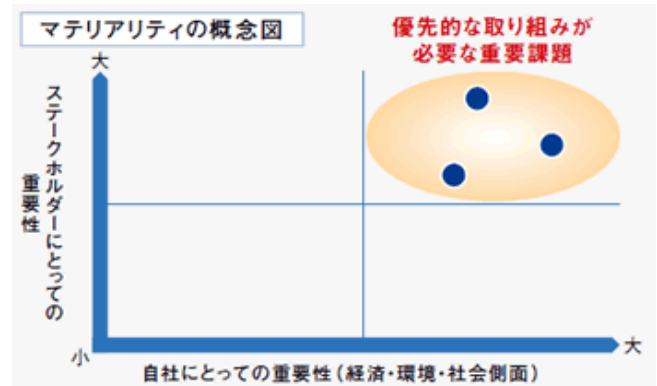 マテリアリティの概念図
優先的な取り組みが
必要な重要課題
大
ステークホルダーにとっての
重要性
小
大
自社にとっての重要性(経済・環境・社会側面)